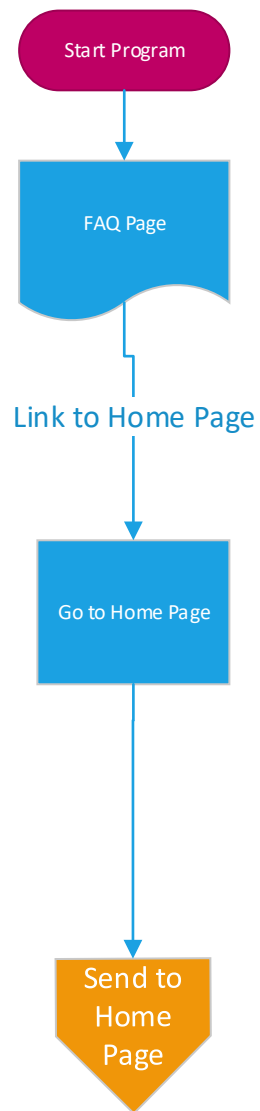 Start Program
FAQ Page
Link to Home Page
Go to Home Page
Send to
Home
Page